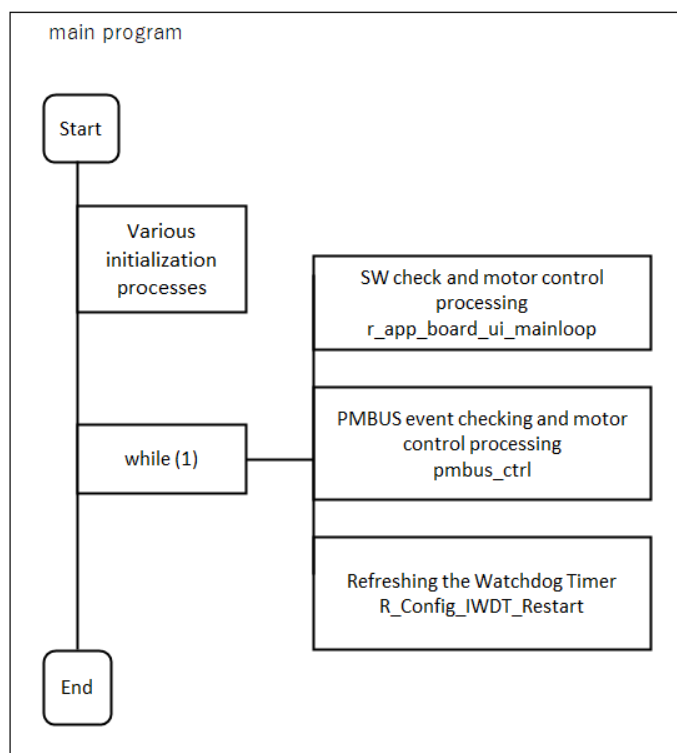 main program
Start
Various
initialization
processes
SW check and motor control
processing
r_app_board_ui_mainloop
PMBUS event checking and motor
control processing
pmbus_ctrl
while (1)
Refreshing the Watchdog Timer
R_Config_IWDT_Restart
End